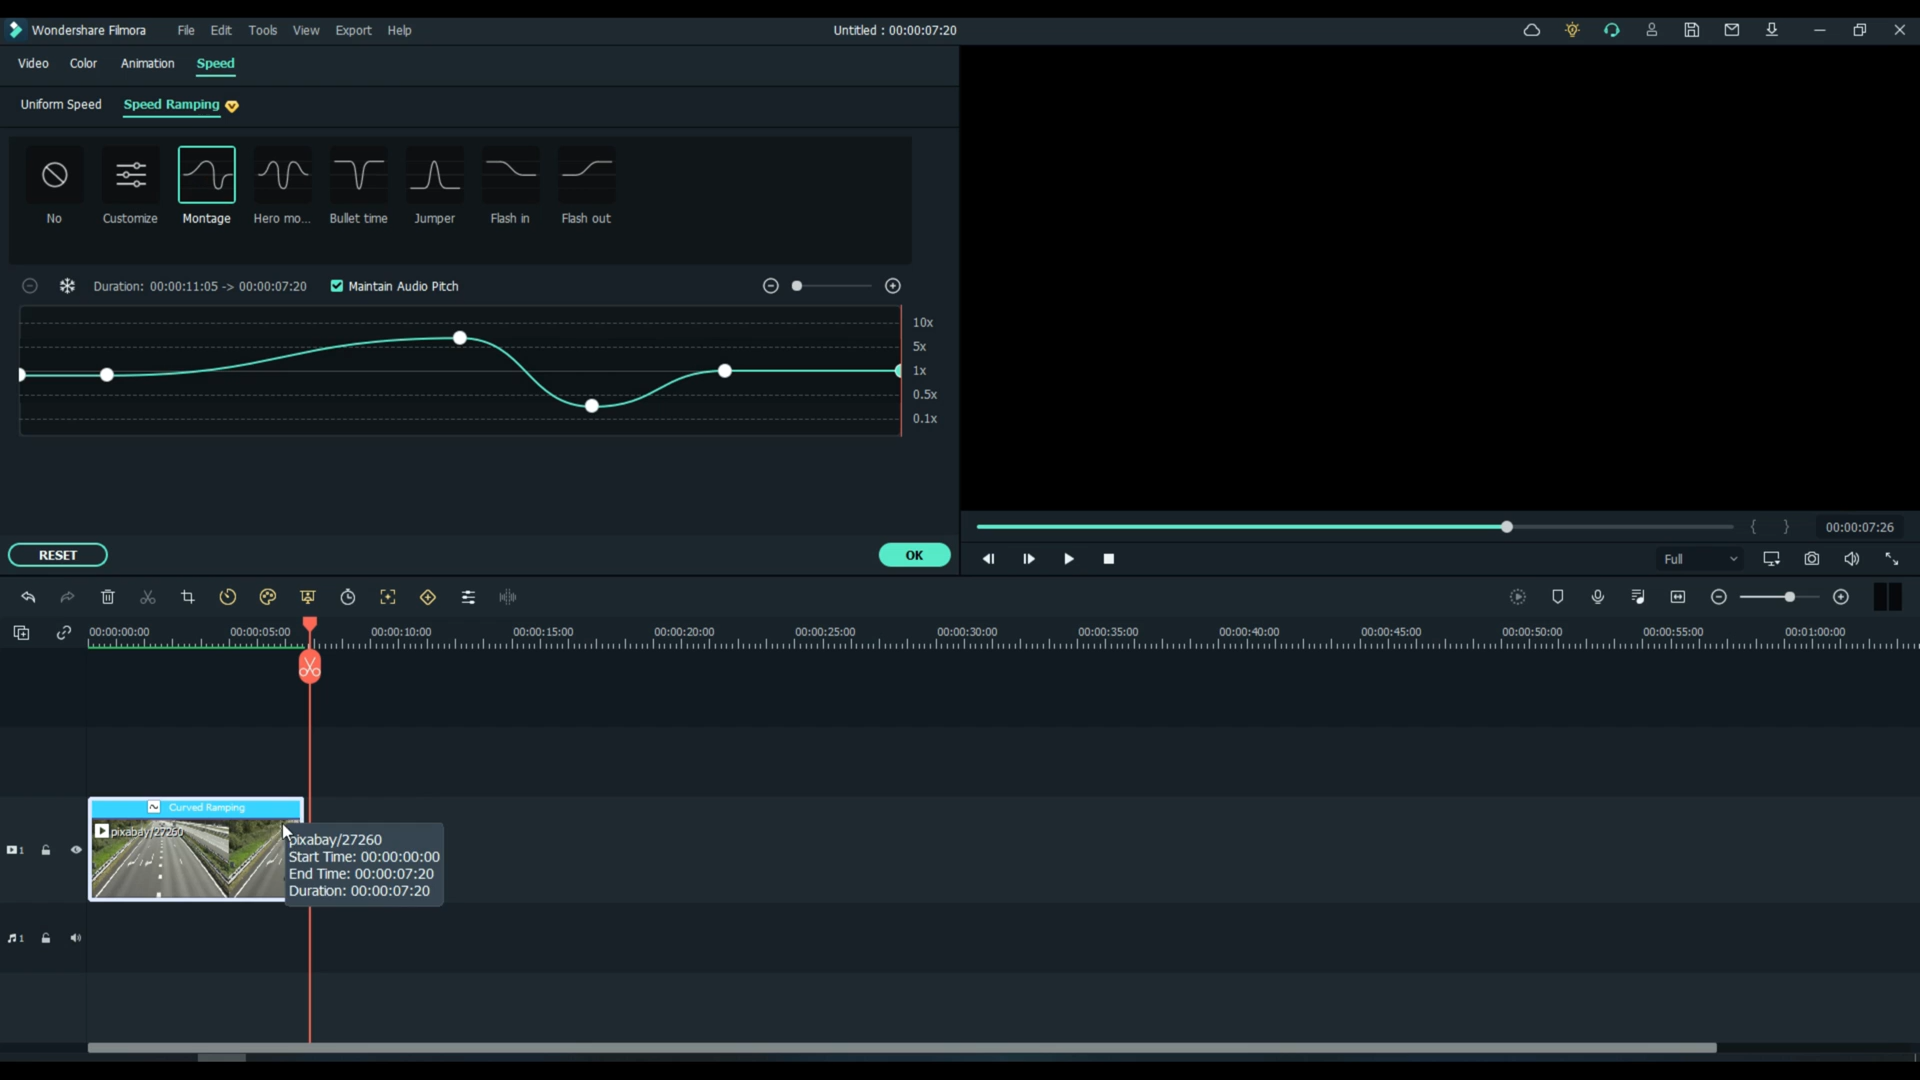 Wondershare Filmora File Edit Tools View Export Help Untitled : 00:00:07:20
Video Color Animation Speed
Uniform Speed Speed Ramping
No Customize Montage Hero mo... Bullet time Jumper Flash in Flash out
Duration: 00:00:11:05 -> 00:00:07:20 Maintain Audio Pitch
10x
5x
1x
0.5x
0.1x
00:00:07:26
RESET OK Full
00:00:00:00 00:00:05:00 00:00:10:00 00:00:15:00 00:00:20:00 00:00:25:00 00:00:30:00 00:00:35:00 00:00:40:00 00:00:45:00 00:00:50:00 00:00:55:00 00:01:00:00
Curved Ramping
pixabay/27260
pixabay/27260
Start Time: 00:00:00:00
End Time: 00:00:07:20
Duration: 00:00:07:20
1
1